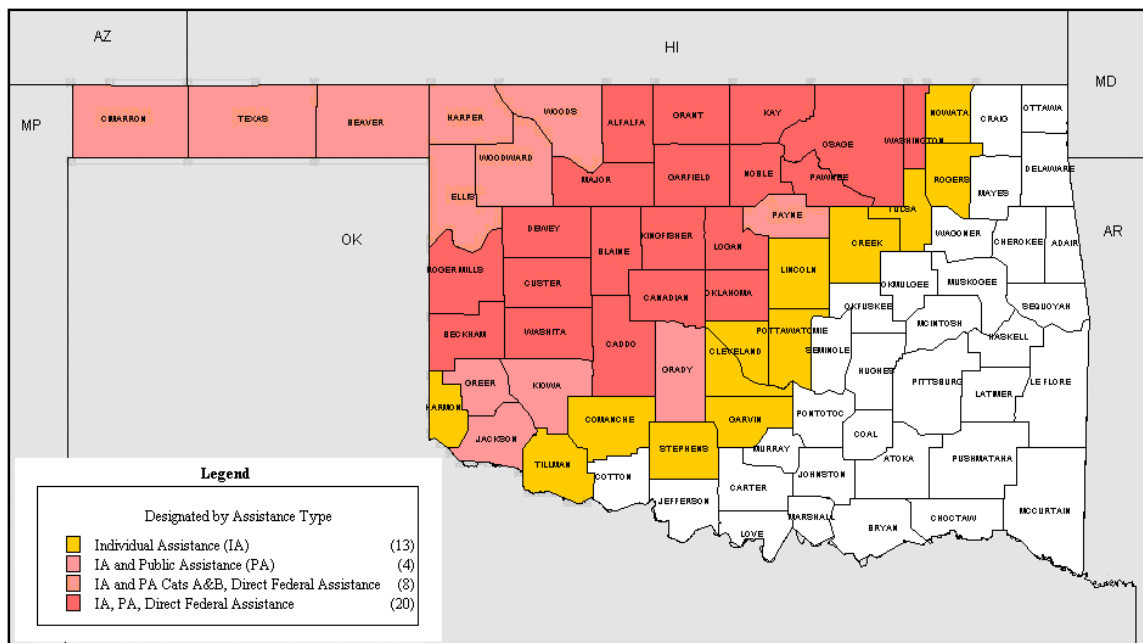 AZ
HI
MD
MP
CIMARRON
TEXAS
BEAVER
HARPER
WOODS
ALFALFA
GRANT
KAY
OSAGE
WASHINGTON
NOWATA
CRAIG
OTTAWA
WOODWARD
ELLIS
MAJOR
GARFIELD
NOBLE
PAWNEE
ROGERS
MAYES
DELAWARE
TULSA
PAYNE
OK
DEWEY
BLAINE
KINGFISHER
LOGAN
LINCOLN
CREEK
WAGONER
CHEROKEE
ADAIR
AR
ROGER MILLS
CUSTER
CANADIAN
OKLAHOMA
OKMULGEE
MUSKOGEE
SEQUOYAH
OKFUSKEE
MCINTOSH
HASKELL
BECKHAM
WASHITA
CADDO
GRADY
CLEVELAND
POTTAWATOMIE
SEMINOLE
HUGHES
PITTSBURG
LATIMER
LE FLORE
GREER
KIOWA
HARMON
JACKSON
COMANCHE
GARVIN
PONTOTOC
COAL
STEPHENS
MURRAY
TILLMAN
COTTON
JOHNSTON
ATOKA
PUSHMATAHA
JEFFERSON
CARTER
MARSHALL
BRYAN
CHOCTAW
MCCURTAIN
LOVE
Legend
Designated by Assistance Type
Individual Assistance (IA) (13)
IA and Public Assistance (PA) (4)
IA and PA Cats A&B, Direct Federal Assistance (8)
IA, PA, Direct Federal Assistance (20)